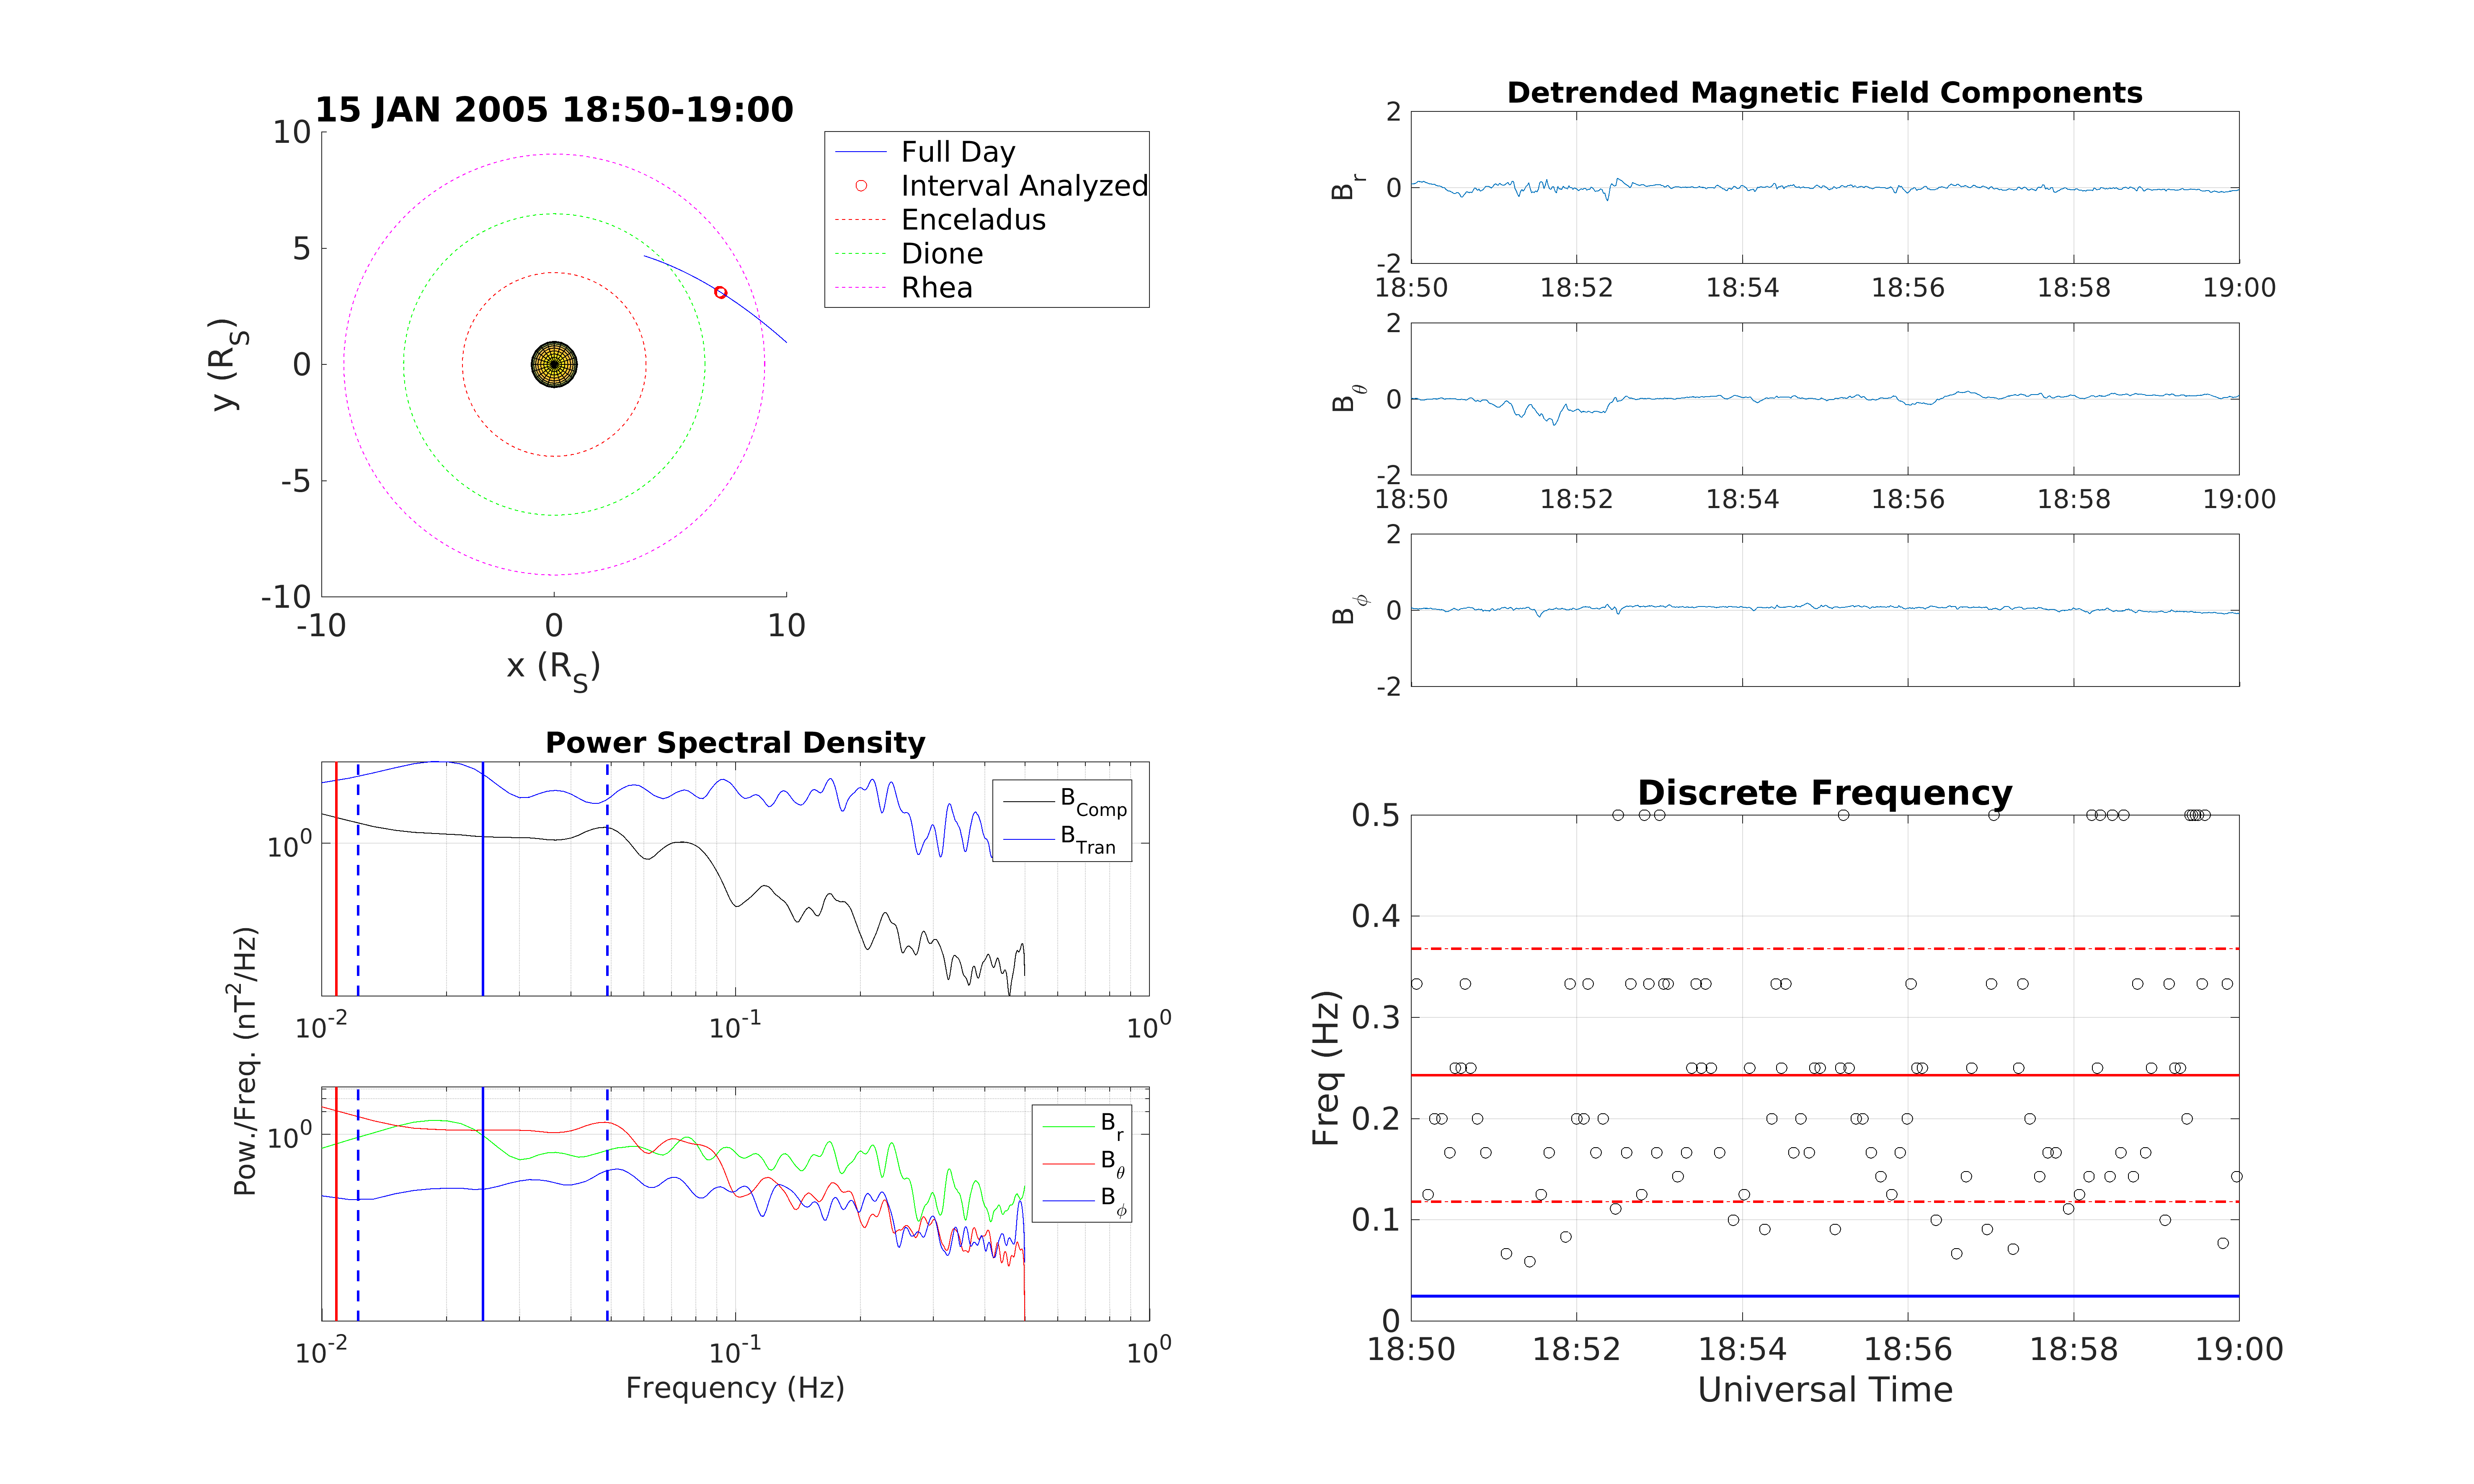 15 JAN 2005 18:50-19:00
10
5
0
-5
-10
-10 0 10
y (R_S)
x (R_S)
Full Day
Interval Analyzed
Enceladus
Dione
Rhea
Detrended Magnetic Field Components
2
0
-2
B_r
18:50 18:52 18:54 18:56 18:58 19:00
2
0
-2
B_θ
18:50 18:52 18:54 18:56 18:58 19:00
2
0
-2
B_ϕ
Power Spectral Density
10^0
B_Comp
B_Tran
10^-2 10^-1 10^0
Pow./Freq. (nT^2/Hz)
10^0
B_r
B_θ
B_ϕ
10^-2 10^-1 10^0
Frequency (Hz)
Discrete Frequency
0.5
0.4
0.3
0.2
0.1
0
Freq (Hz)
18:50 18:52 18:54 18:56 18:58 19:00
Universal Time